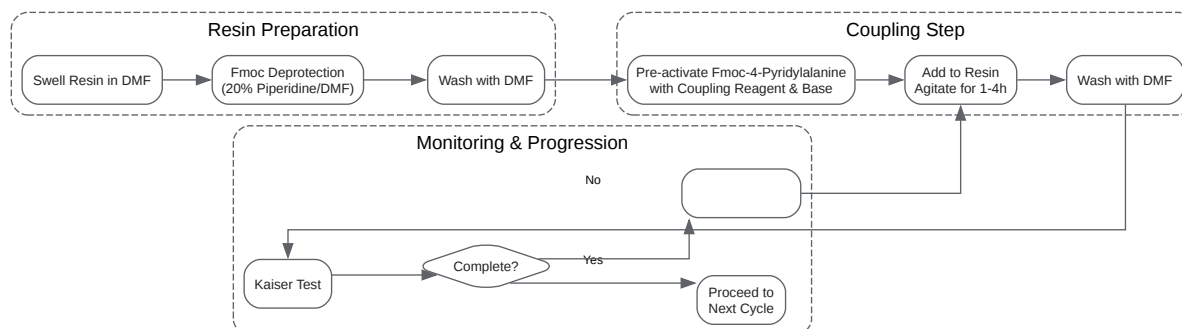 Resin Preparation
Swell Resin in DMF
Fmoc Deprotection
(20% Piperidine/DMF)
Wash with DMF
Coupling Step
Pre-activate Fmoc-4-Pyridylalanine
with Coupling Reagent & Base
Add to Resin
Agitate for 1-4h
Wash with DMF
Monitoring & Progression
No
Kaiser Test
Complete?
Yes
Proceed to
Next Cycle